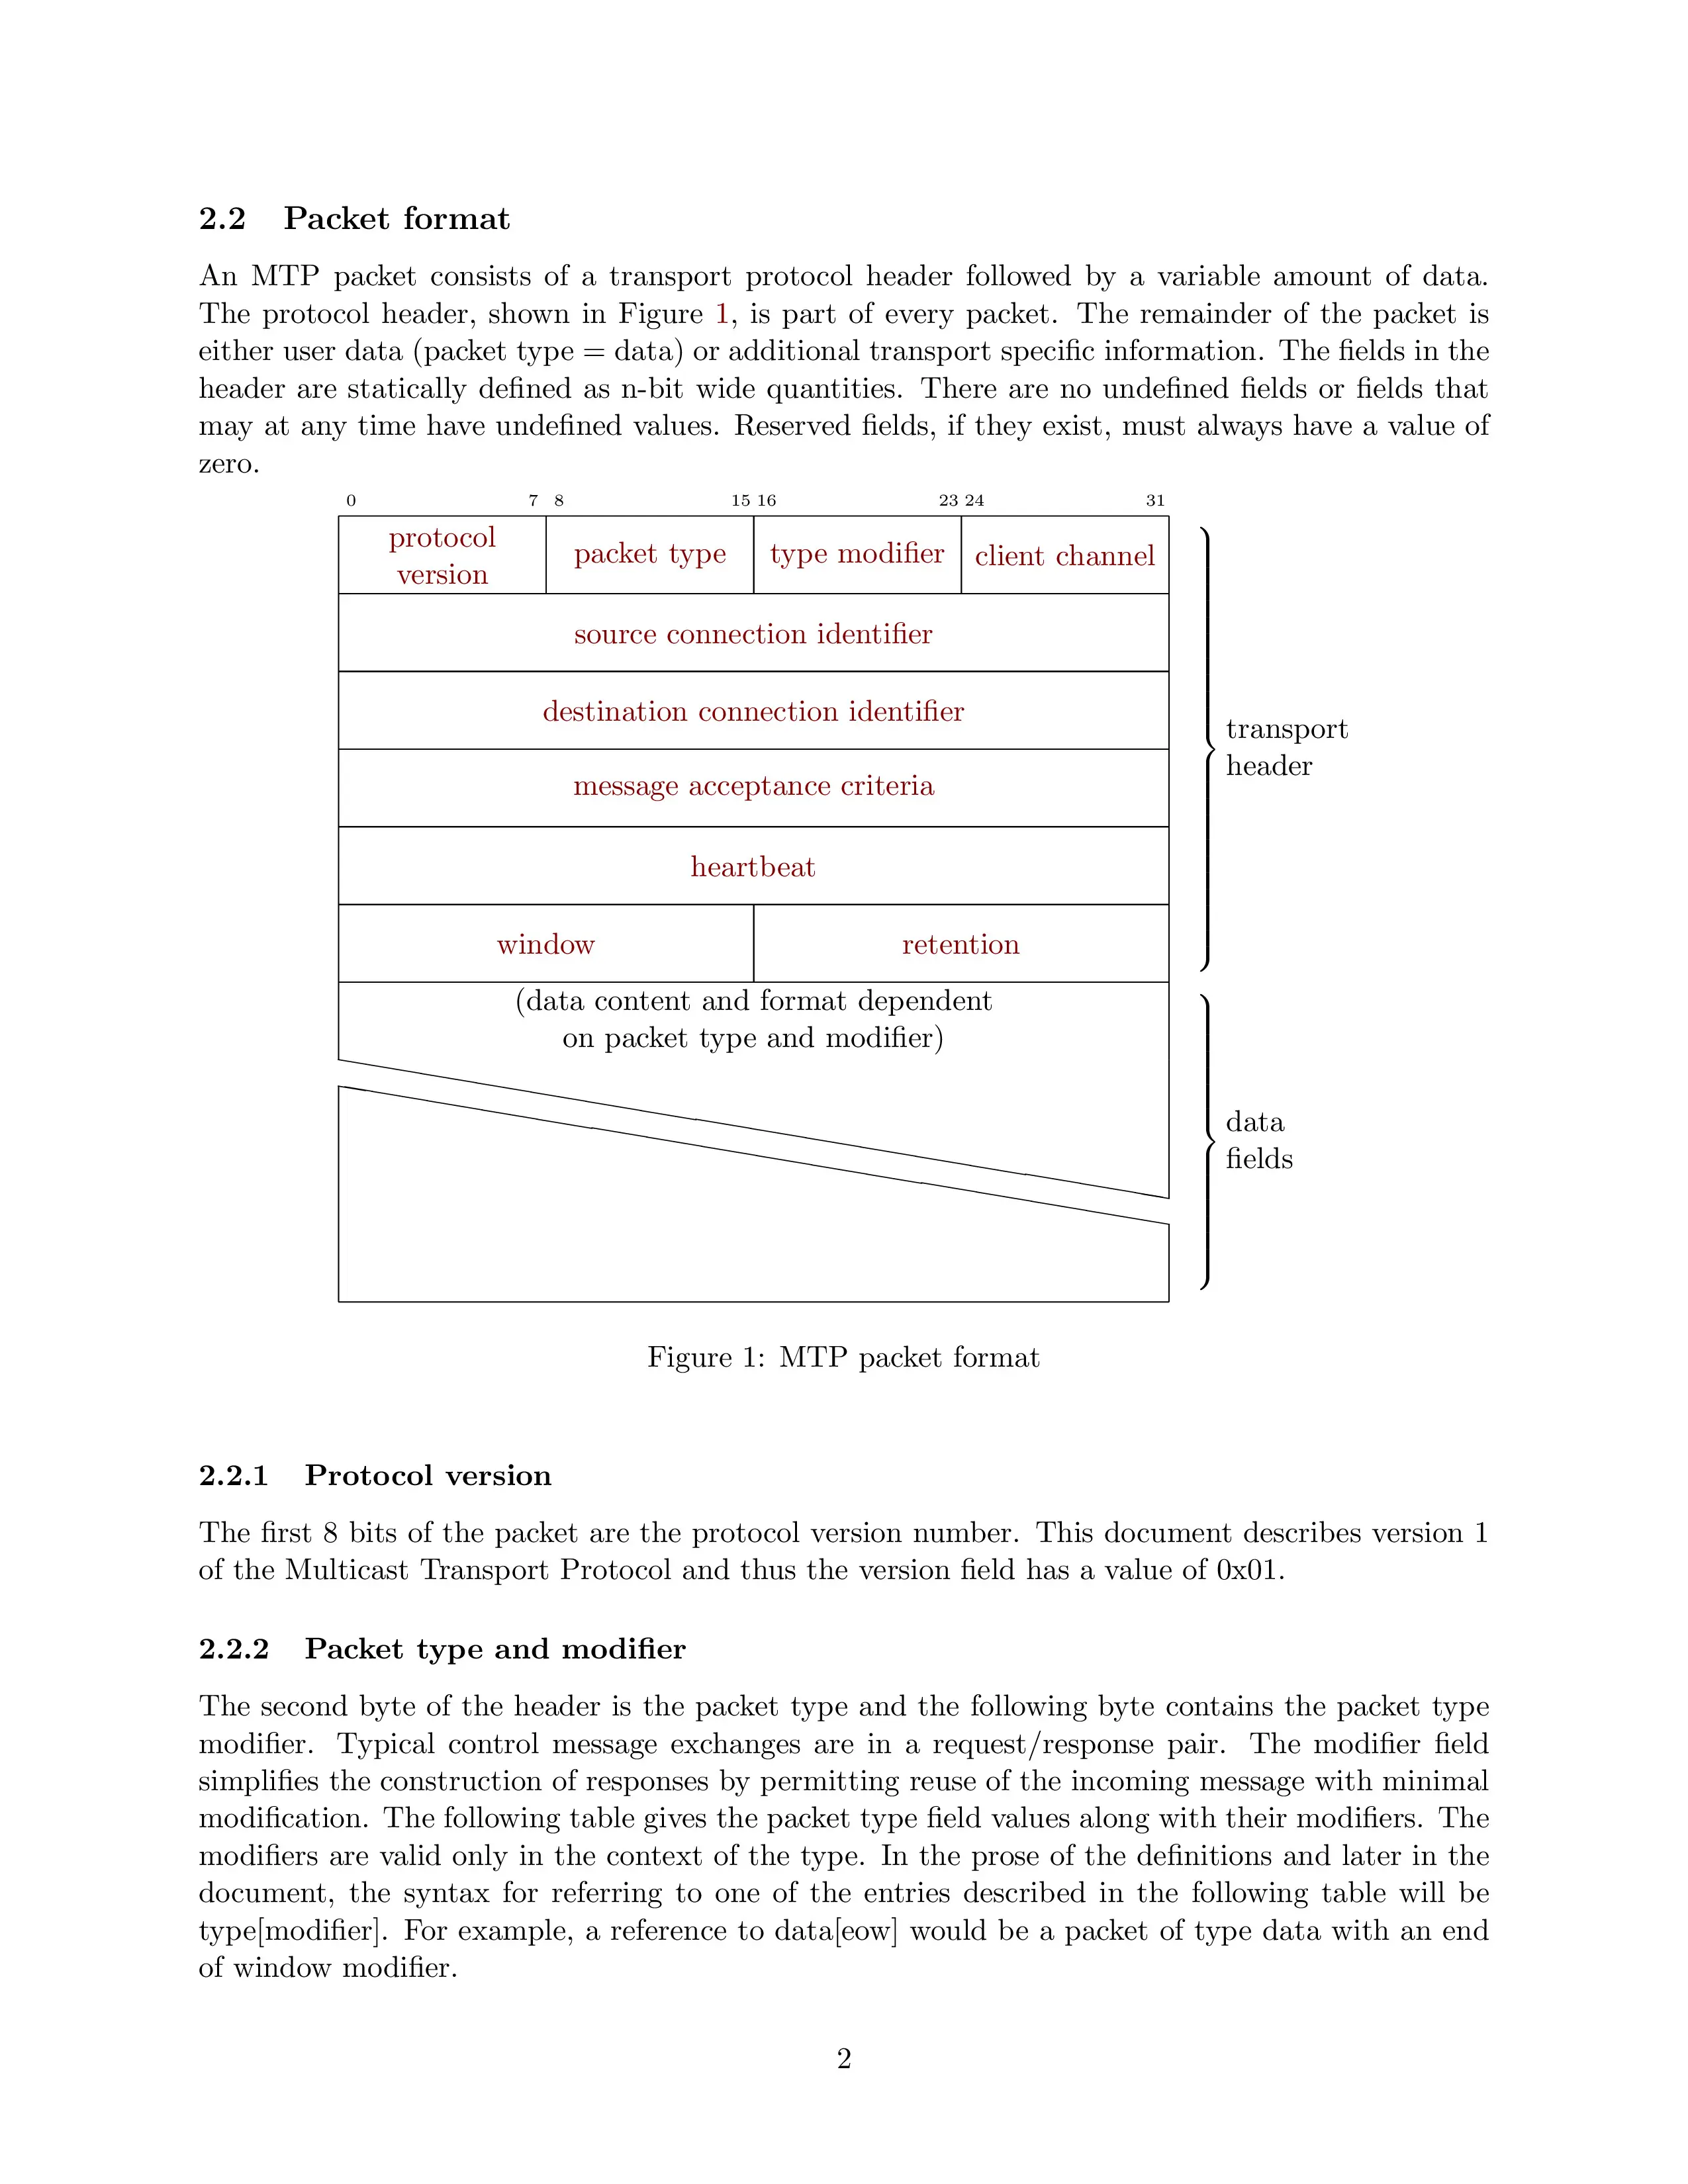 2.2 Packet format
An MTP packet consists of a transport protocol header followed by a variable amount of data.
The protocol header, shown in Figure 1, is part of every packet. The remainder of the packet is
either user data (packet type = data) or additional transport specific information. The fields in the
header are statically defined as n-bit wide quantities. There are no undefined fields or fields that
may at any time have undefined values. Reserved fields, if they exist, must always have a value of
zero.
0 7 8 15 16 23 24 31
protocol
version
packet type
type modifier
client channel
source connection identifier
destination connection identifier
message acceptance criteria
heartbeat
window
retention
transport
header
(data content and format dependent
on packet type and modifier)
data
fields
Figure 1: MTP packet format
2.2.1 Protocol version
The first 8 bits of the packet are the protocol version number. This document describes version 1
of the Multicast Transport Protocol and thus the version field has a value of 0x01.
2.2.2 Packet type and modifier
The second byte of the header is the packet type and the following byte contains the packet type
modifier. Typical control message exchanges are in a request/response pair. The modifier field
simplifies the construction of responses by permitting reuse of the incoming message with minimal
modification. The following table gives the packet type field values along with their modifiers. The
modifiers are valid only in the context of the type. In the prose of the definitions and later in the
document, the syntax for referring to one of the entries described in the following table will be
type[modifier]. For example, a reference to data[eow] would be a packet of type data with an end
of window modifier.
2